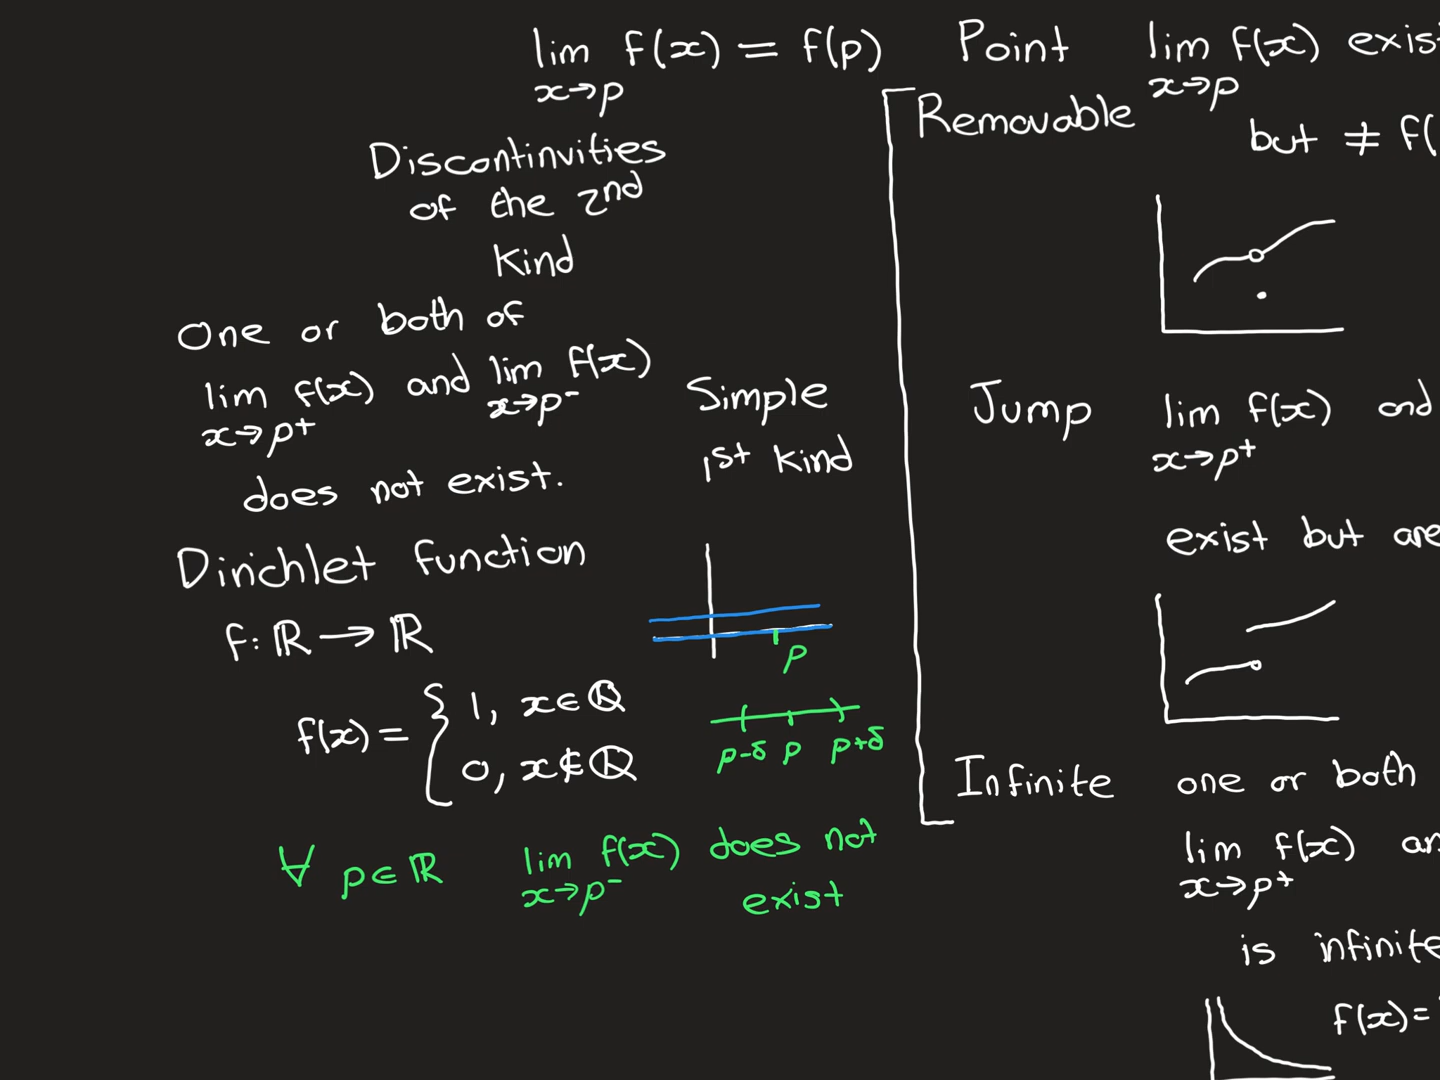 lim f(x) = f(p)
x→p
Discontinuities
of the 2nd
kind
One or both of
lim f(x) and lim f(x)
x→p+ x→p-
does not exist.
Dirichlet function
f: ℝ → ℝ
f(x) = { 1, x∈ℚ
0, x∉ℚ
∀ p∈ℝ lim f(x) does not
x→p- exist
Simple
1st kind
p
p-δ p p+δ
Point lim f(x) exis
Removable x→p
but ≠ f(
Jump lim f(x) and
x→p+
exist but are
Infinite one or both
lim f(x) an
x→p+
is infinite
f(x)=